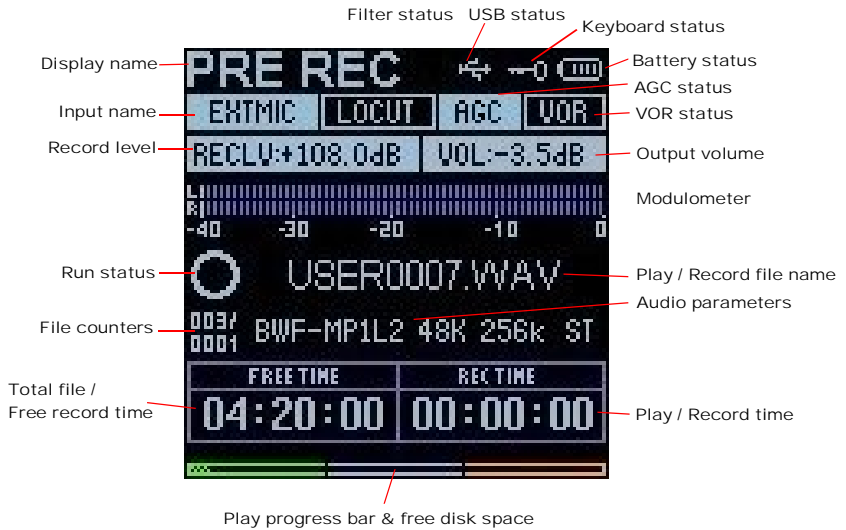 Filter status USB status
Keyboard status
Display name
PRE REC
Battery status
AGC status
Input name
EXTMIC LOCUT AGC VOR
VOR status
Record level
RECLV:+108.0dB VOL:-3.5dB
Output volume
L
R
Modulometer
-40 -30 -20 -10 0
Run status
USER0007.WAV
Play / Record file name
Audio parameters
File counters
003/
0001
BWF-MP1L2 48K 256k ST
FREE TIME REC TIME
Total file /
Free record time
04:20:00 00:00:00
Play / Record time
Play progress bar & free disk space